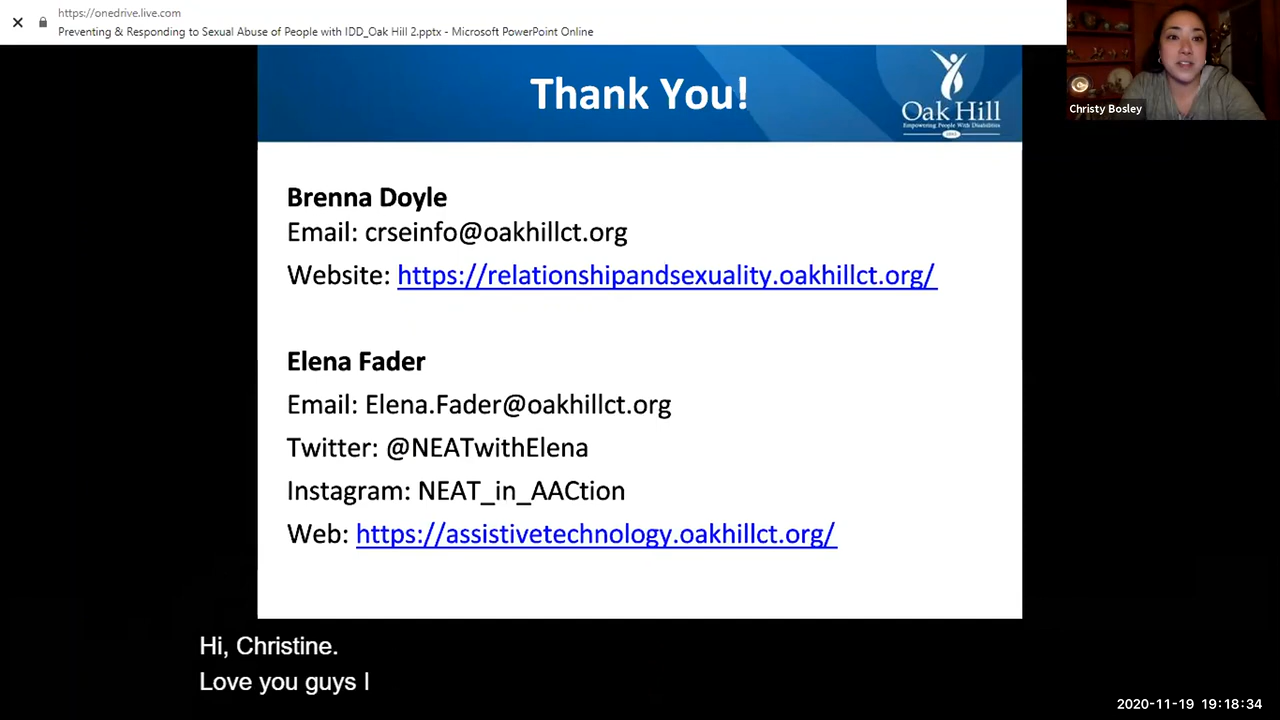 https://onedrive.live.com
Preventing & Responding to Sexual Abuse of People with IDD_Oak Hill 2.pptx - Microsoft PowerPoint Online
Christy Bosley
Thank You!
Oak Hill
Empowering People With Disabilities
Brenna Doyle
Email: crseinfo@oakhillct.org
Website: https://relationshipandsexuality.oakhillct.org/
Elena Fader
Email: Elena.Fader@oakhillct.org
Twitter: @NEATwithElena
Instagram: NEAT_in_AACtion
Web: https://assistivetechnology.oakhillct.org/
Hi, Christine.
Love you guys I
2020-11-19 19:18:34